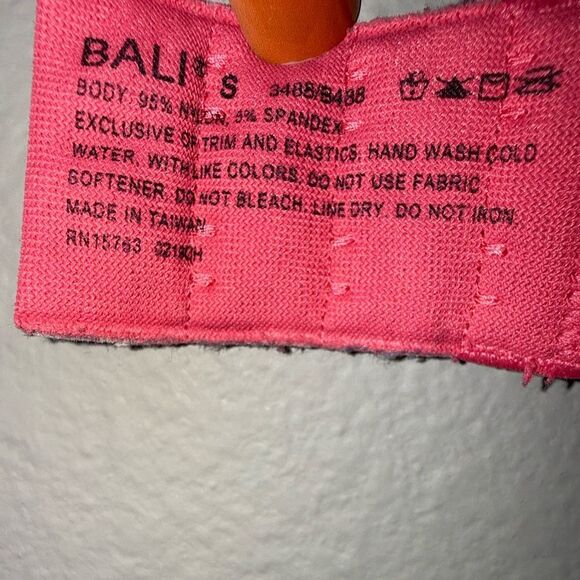 BALI® S 3488/B488
BODY: 95% NYLON, 5% SPANDEX
EXCLUSIVE OF TRIM AND ELASTICS. HAND WASH COLD
WATER, WITH LIKE COLORS. DO NOT USE FABRIC
SOFTENER. DO NOT BLEACH. LINE DRY. DO NOT IRON.
MADE IN TAIWAN
RN15763